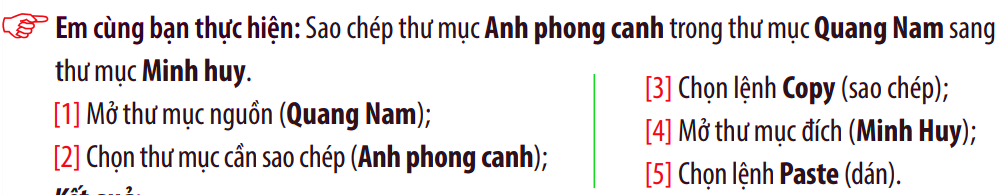 Em cùng bạn thực hiện: Sao chép thư mục Anh phong canh trong thư mục Quang Nam sang
thư mục Minh huy.
[1] Mở thư mục nguồn (Quang Nam);
[2] Chọn thư mục cần sao chép (Anh phong canh);
[3] Chọn lệnh Copy (sao chép);
[4] Mở thư mục đích (Minh Huy);
[5] Chọn lệnh Paste (dán).